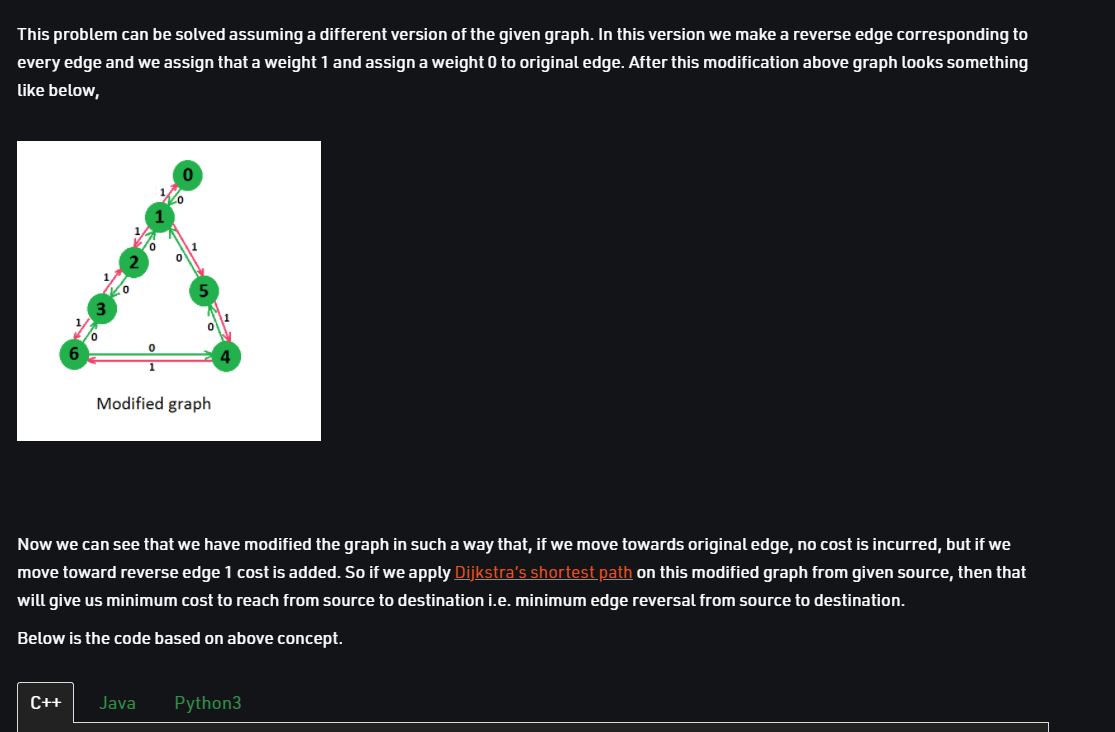 This problem can be solved assuming a different version of the given graph. In this version we make a reverse edge corresponding to
every edge and we assign that a weight 1 and assign a weight 0 to original edge. After this modification above graph looks something
like below,
0
1
0
1
1
0
1
2
0
1
0
5
3
1
1
0
0
6
0
4
1
Modified graph
Now we can see that we have modified the graph in such a way that, if we move towards original edge, no cost is incurred, but if we
move toward reverse edge 1 cost is added. So if we apply Dijkstra's shortest path on this modified graph from given source, then that
will give us minimum cost to reach from source to destination i.e. minimum edge reversal from source to destination.
Below is the code based on above concept.
C++ Java Python3